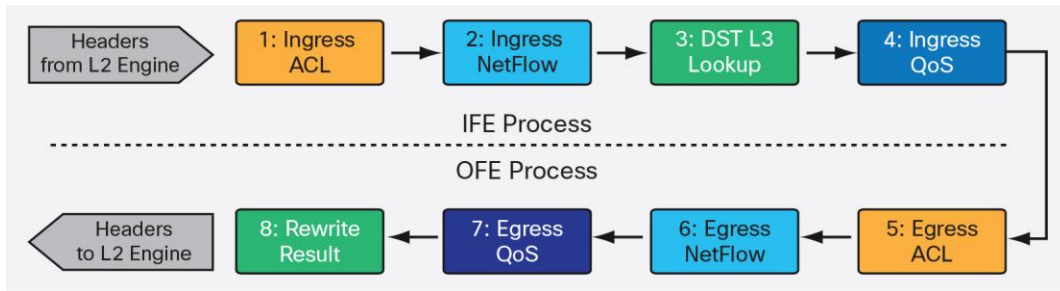 Headers
from L2 Engine
1: Ingress
ACL
2: Ingress
NetFlow
3: DST L3
Lookup
4: Ingress
QoS
IFE Process
OFE Process
5: Egress
ACL
6: Egress
NetFlow
7: Egress
QoS
8: Rewrite
Result
Headers
to L2 Engine